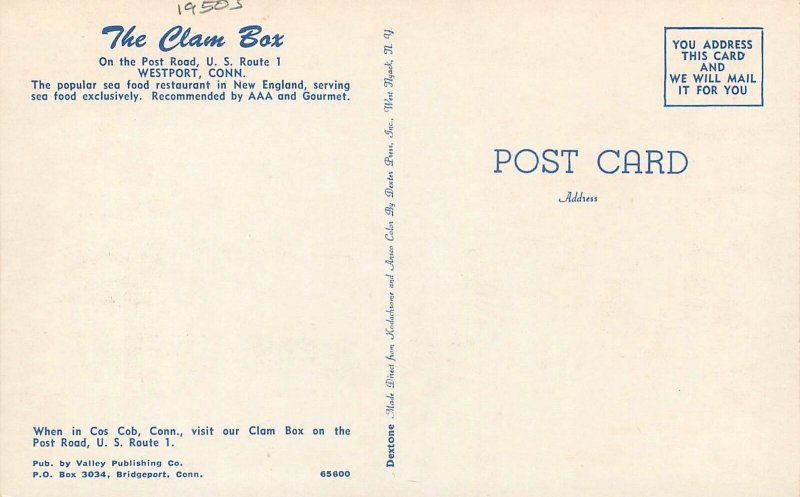 1950s
The Clam Box
On the Post Road, U. S. Route 1
WESTPORT, CONN.
The popular sea food restaurant in New England, serving
sea food exclusively. Recommended by AAA and Gourmet.
When in Cos Cob, Conn., visit our Clam Box on the
Post Road, U. S. Route 1.
Pub. by Valley Publishing Co.
P.O. Box 3034, Bridgeport, Conn.
65600
Dextone Made Direct from Kodachrome and Ansco Color By Dexter Press, Inc., West Nyack, N. Y.
YOU ADDRESS
THIS CARD
AND
WE WILL MAIL
IT FOR YOU
POST CARD
Address